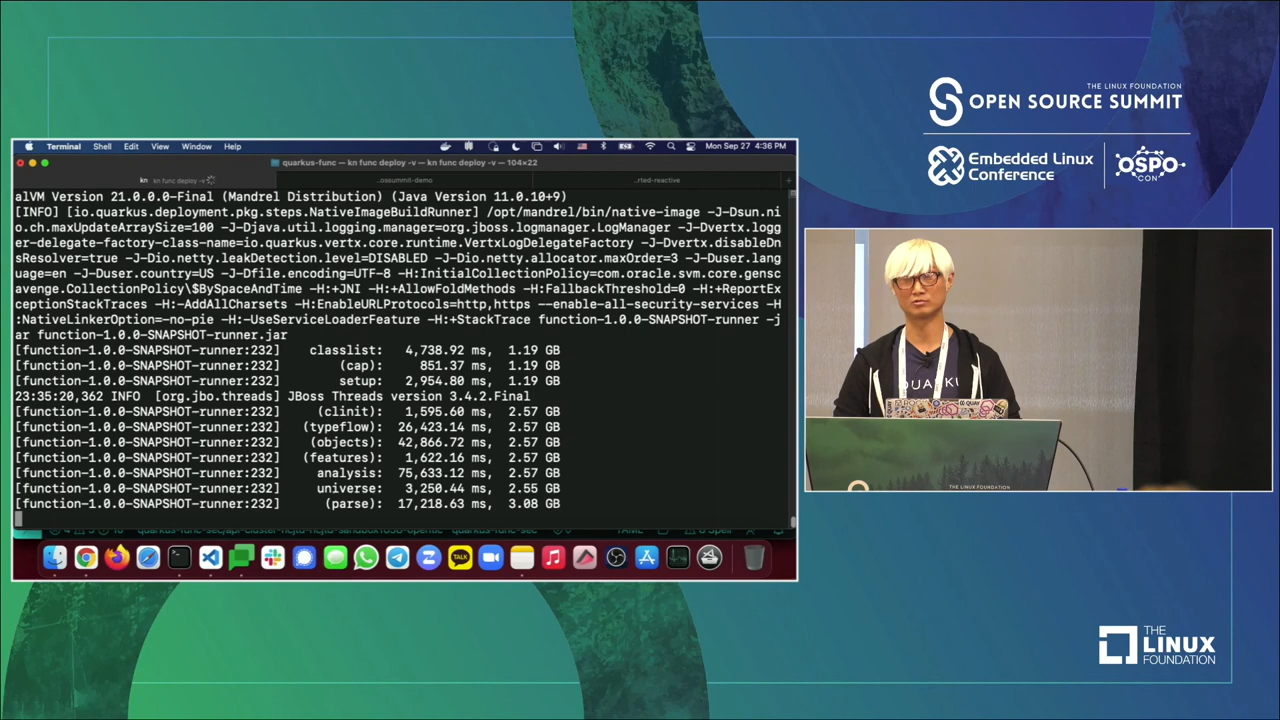 THE LINUX FOUNDATION
OPEN SOURCE SUMMIT
Embedded Linux
Conference
OSPO
CON
Terminal Shell Edit View Window Help
Mon Sep 27 4:36 PM
quarkus-func — kn func deploy -v — kn func deploy -v — 104×22
kn kn func deploy -v
..ossummit-demo
..rted-reactive
alVM Version 21.0.0.0-Final (Mandrel Distribution) (Java Version 11.0.10+9)
[INFO] [io.quarkus.deployment.pkg.steps.NativeImageBuildRunner] /opt/mandrel/bin/native-image -J-Dsun.ni
o.ch.maxUpdateArraySize=100 -J-Djava.util.logging.manager=org.jboss.logmanager.LogManager -J-Dvertx.logg
er-delegate-factory-class-name=io.quarkus.vertx.core.runtime.VertxLogDelegateFactory -J-Dvertx.disableDn
sResolver=true -J-Dio.netty.leakDetection.level=DISABLED -J-Dio.netty.allocator.maxOrder=3 -J-Duser.lang
uage=en -J-Duser.country=US -J-Dfile.encoding=UTF-8 -H:InitialCollectionPolicy=com.oracle.svm.core.gensc
avenge.CollectionPolicy\$BySpaceAndTime -H:+JNI -H:+AllowFoldMethods -H:FallbackThreshold=0 -H:+ReportEx
ceptionStackTraces -H:-AddAllCharsets -H:EnableURLProtocols=http,https --enable-all-security-services -H
:NativeLinkerOption=-no-pie -H:-UseServiceLoaderFeature -H:+StackTrace function-1.0.0-SNAPSHOT-runner -j
ar function-1.0.0-SNAPSHOT-runner.jar
[function-1.0.0-SNAPSHOT-runner:232] classlist: 4,738.92 ms, 1.19 GB
[function-1.0.0-SNAPSHOT-runner:232] (cap): 851.37 ms, 1.19 GB
[function-1.0.0-SNAPSHOT-runner:232] setup: 2,954.80 ms, 1.19 GB
23:35:20,362 INFO [org.jbo.threads] JBoss Threads version 3.4.2.Final
[function-1.0.0-SNAPSHOT-runner:232] (clinit): 1,595.60 ms, 2.57 GB
[function-1.0.0-SNAPSHOT-runner:232] (typeflow): 26,423.14 ms, 2.57 GB
[function-1.0.0-SNAPSHOT-runner:232] (objects): 42,866.72 ms, 2.57 GB
[function-1.0.0-SNAPSHOT-runner:232] (features): 1,622.16 ms, 2.57 GB
[function-1.0.0-SNAPSHOT-runner:232] analysis: 75,633.12 ms, 2.57 GB
[function-1.0.0-SNAPSHOT-runner:232] universe: 3,250.44 ms, 2.55 GB
[function-1.0.0-SNAPSHOT-runner:232] (parse): 17,218.63 ms, 3.08 GB
TALK
QUARKU
QUAY
THE LINUX FOUNDATION
THE
LINUX
FOUNDATION